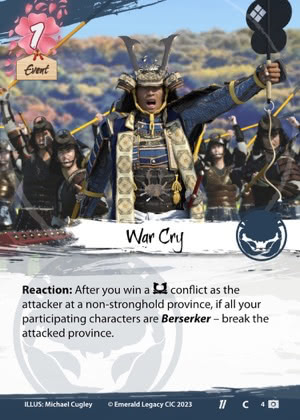 1
Event
War Cry
Reaction: After you win a conflict as the
attacker at a non-stronghold province, if all your
participating characters are Berserker – break the
attacked province.
ILLUS: Michael Cugley © Emerald Legacy CIC 2023 C 4